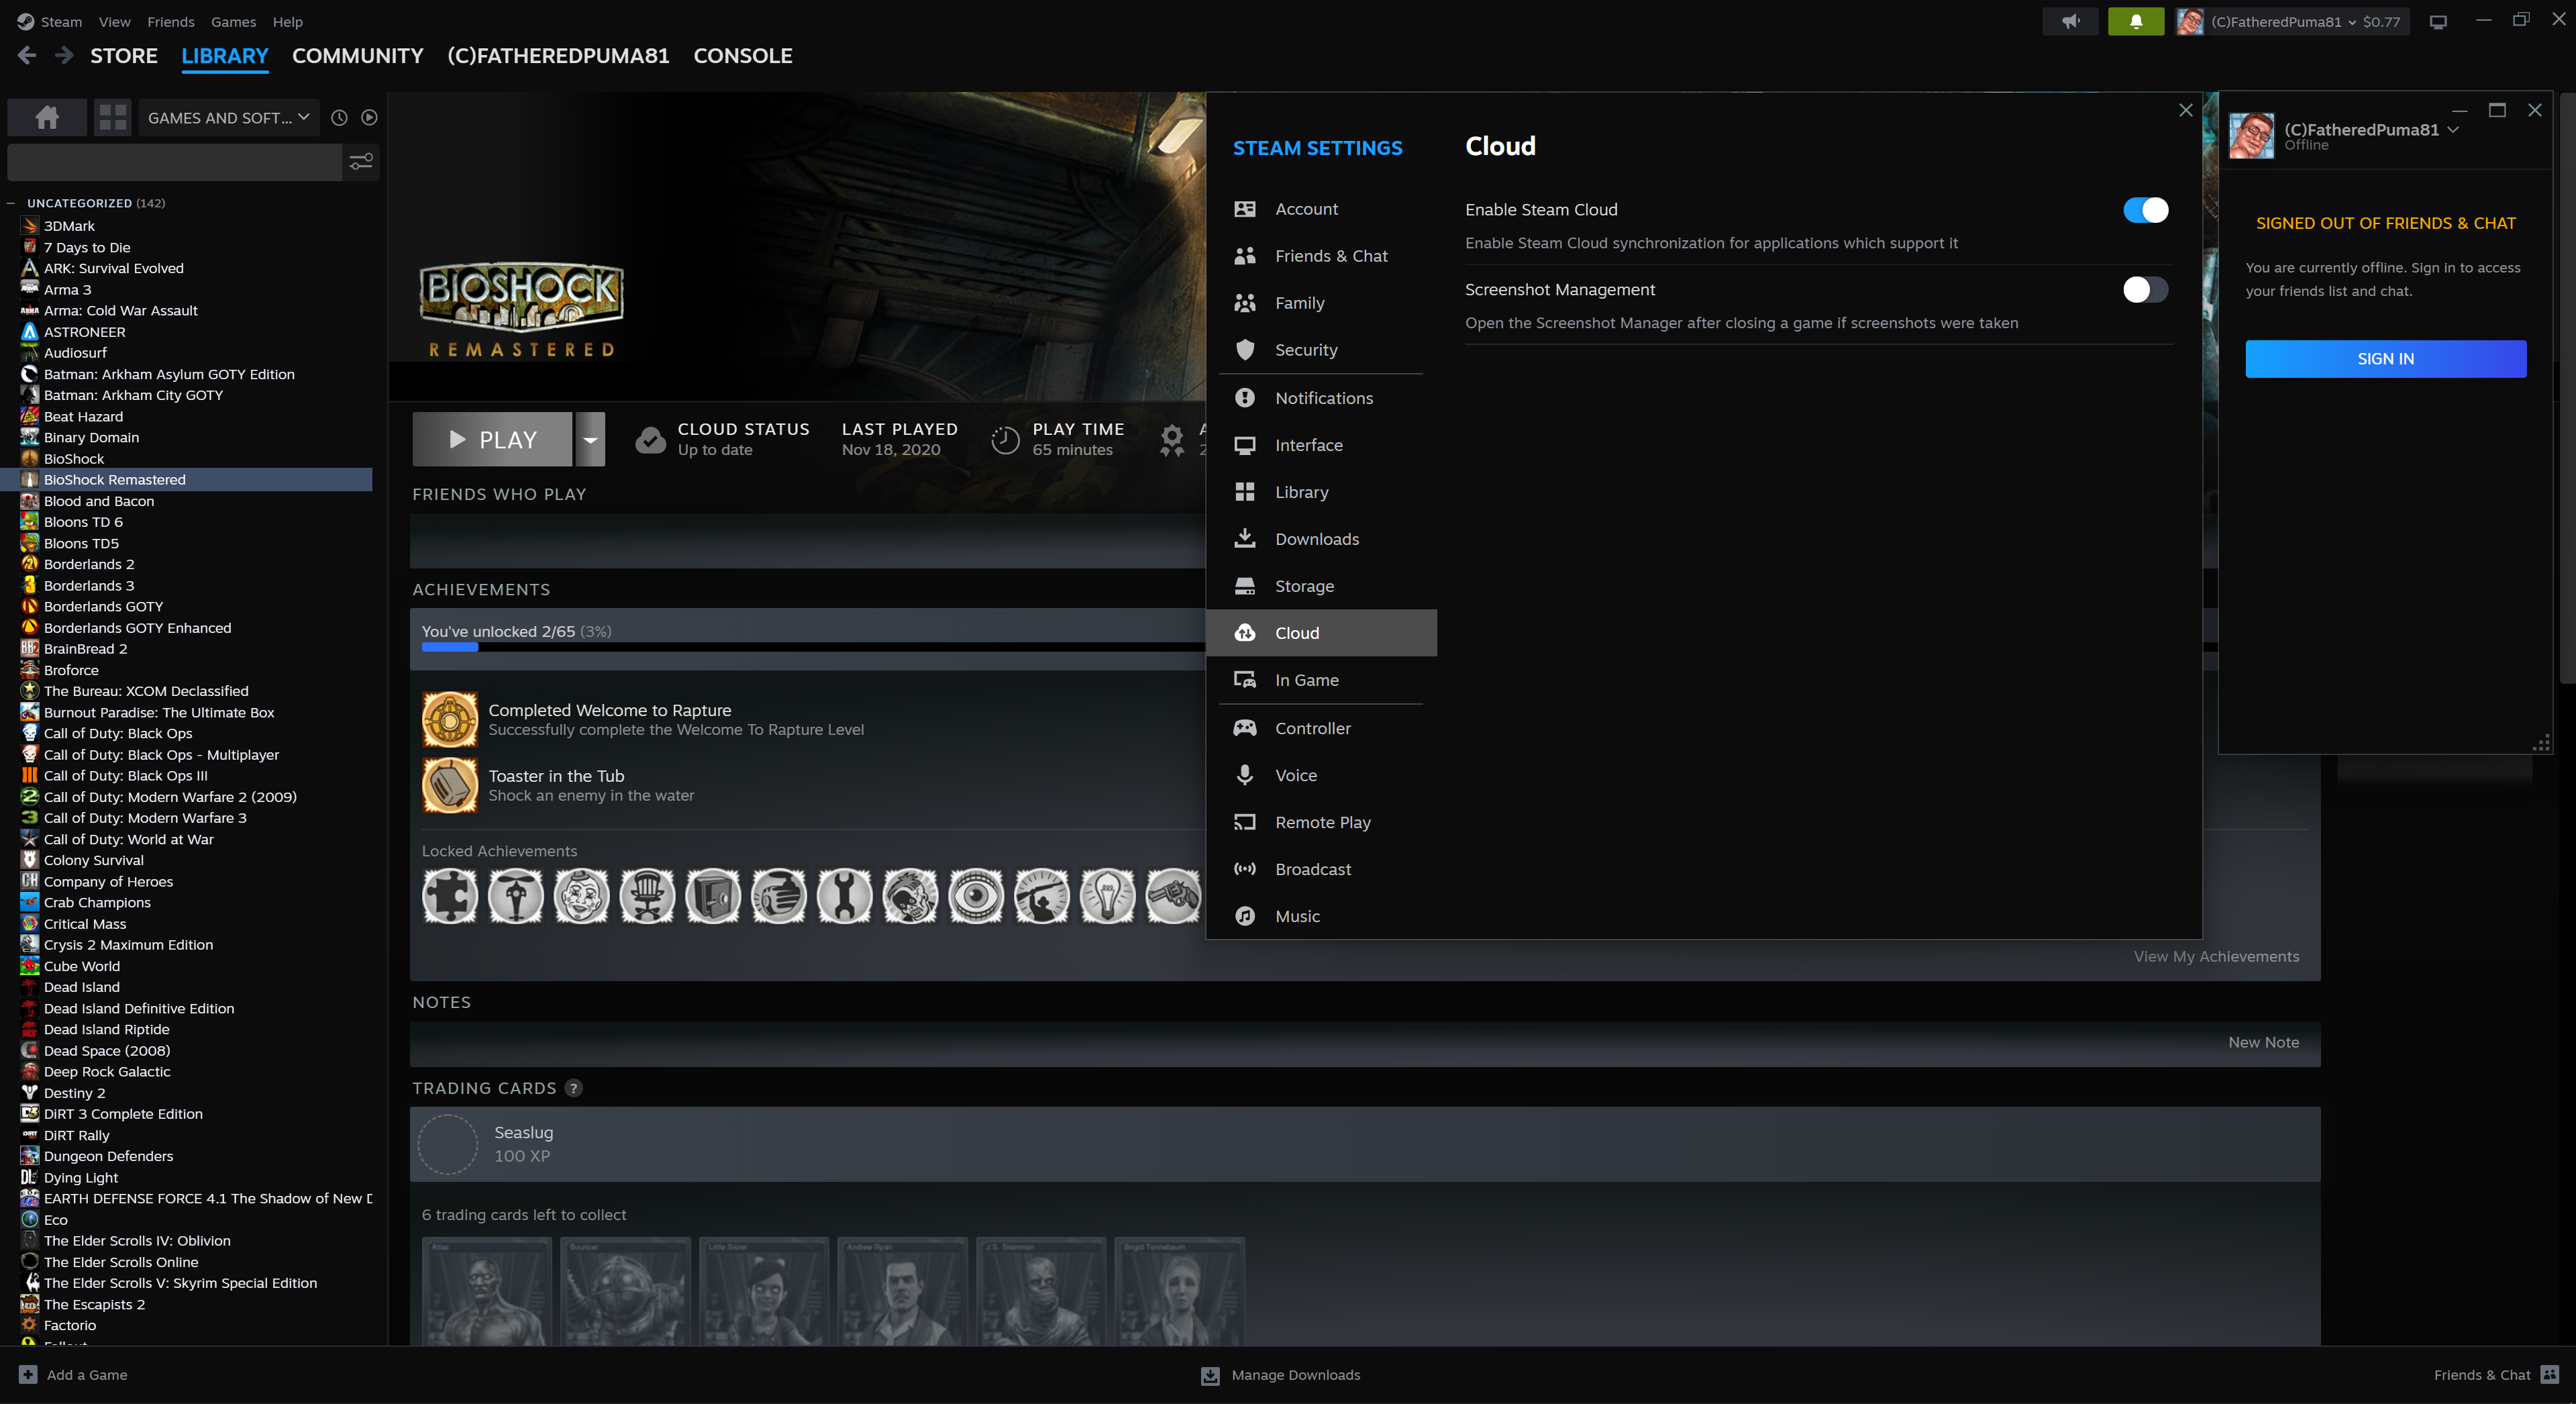 Steam View Friends Games Help
(C)FatheredPuma81 $0.77
STORE LIBRARY COMMUNITY (C)FATHEREDPUMA81 CONSOLE
GAMES AND SOFT...
UNCATEGORIZED (142)
3DMark
7 Days to Die
ARK: Survival Evolved
Arma 3
Arma: Cold War Assault
ASTRONEER
Audiosurf
Batman: Arkham Asylum GOTY Edition
Batman: Arkham City GOTY
Beat Hazard
Binary Domain
BioShock
BioShock Remastered
Blood and Bacon
Bloons TD 6
Bloons TD5
Borderlands 2
Borderlands 3
Borderlands GOTY
Borderlands GOTY Enhanced
BrainBread 2
Broforce
The Bureau: XCOM Declassified
Burnout Paradise: The Ultimate Box
Call of Duty: Black Ops
Call of Duty: Black Ops - Multiplayer
Call of Duty: Black Ops III
Call of Duty: Modern Warfare 2 (2009)
Call of Duty: Modern Warfare 3
Call of Duty: World at War
Colony Survival
Company of Heroes
Crab Champions
Critical Mass
Crysis 2 Maximum Edition
Cube World
Dead Island
Dead Island Definitive Edition
Dead Island Riptide
Dead Space (2008)
Deep Rock Galactic
Destiny 2
DiRT 3 Complete Edition
DiRT Rally
Dungeon Defenders
Dying Light
EARTH DEFENSE FORCE 4.1 The Shadow of New D
Eco
The Elder Scrolls IV: Oblivion
The Elder Scrolls Online
The Elder Scrolls V: Skyrim Special Edition
The Escapists 2
Factorio
BIOSHOCK
REMASTERED
PLAY
CLOUD STATUS
Up to date
LAST PLAYED
Nov 18, 2020
PLAY TIME
65 minutes
FRIENDS WHO PLAY
ACHIEVEMENTS
You've unlocked 2/65 (3%)
Completed Welcome to Rapture
Successfully complete the Welcome To Rapture Level
Toaster in the Tub
Shock an enemy in the water
Locked Achievements
View My Achievements
NOTES
New Note
TRADING CARDS ?
Seaslug
100 XP
6 trading cards left to collect
Atlas
Bouncer
Little Sister
Andrew Ryan
J.S. Steinman
Brigid Tennebaum
STEAM SETTINGS
Account
Friends & Chat
Family
Security
Notifications
Interface
Library
Downloads
Storage
Cloud
In Game
Controller
Voice
Remote Play
Broadcast
Music
Cloud
Enable Steam Cloud
Enable Steam Cloud synchronization for applications which support it
Screenshot Management
Open the Screenshot Manager after closing a game if screenshots were taken
(C)FatheredPuma81
Offline
SIGNED OUT OF FRIENDS & CHAT
You are currently offline. Sign in to access
your friends list and chat.
SIGN IN
Add a Game
Manage Downloads
Friends & Chat